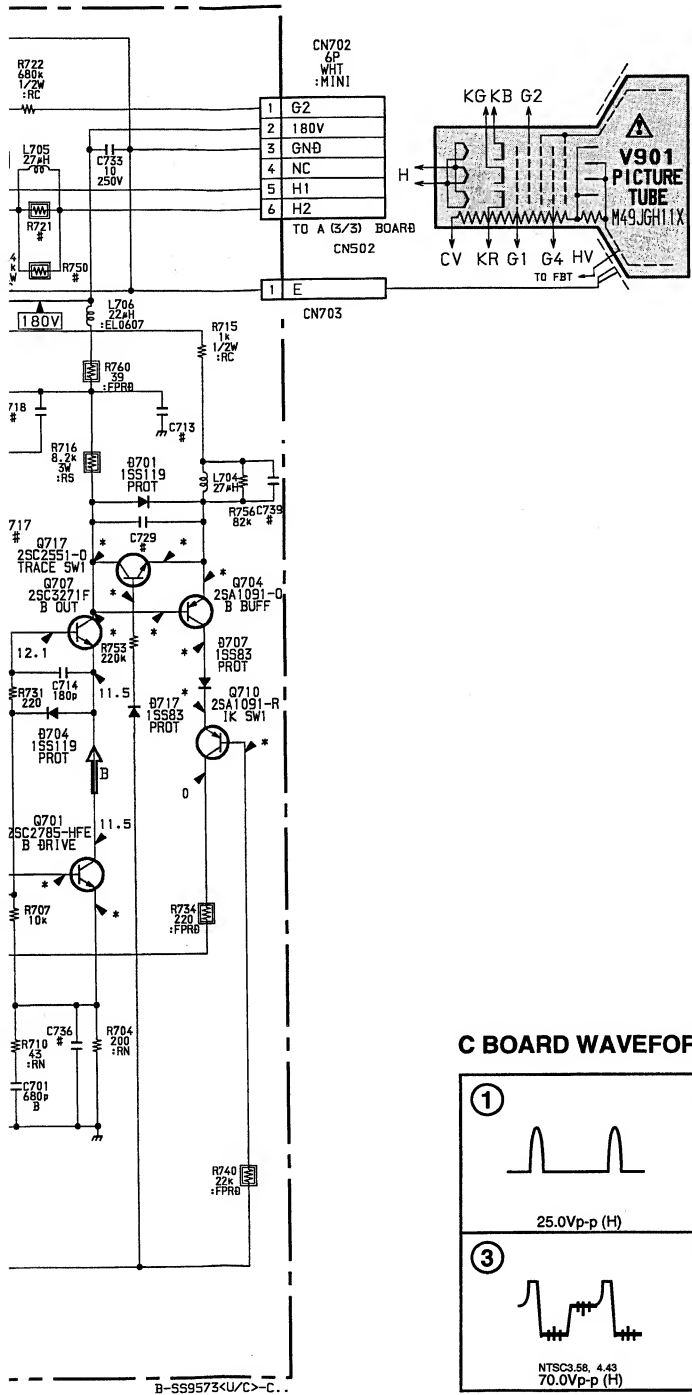 R722
680k
1/2W
:RC
CN702
6P
WHT
:MINI
1 G2
2 180V
3 GND
4 NC
5 H1
6 H2
TO A (3/3) BOARD
CN502
1 E
CN703
L705
27μH
C733
10
250V
R721
#
R750
#
180V
L706
22μH
:EL0607
R715
1k
1/2W
:RC
KG KB G2
H
V901
PICTURE
TUBE
M49JGH11X
CV KR G1 G4 HV
TO FBT
R760
39
:FPRD
718
#
C713
#
R716
8.2k
3W
:RS
D701
1SS119
PROT
L704
27μH
R756
82k
C739
#
717
#
C729
#
Q717
2SC2551-O
TRACE SW1
Q707
2SC3271F
B OUT
Q704
2SA1091-O
B BUFF
12.1
R753
220k
D707
1SS83
PROT
C714
180p
11.5
R731
220
D717
1SS83
PROT
Q710
2SA1091-R
IK SW1
D704
1SS119
PROT
B
0
Q701
2SC2785-HFE
B DRIVE
11.5
R707
10k
R734
220
:FPRD
R710
43
:RN
C736
#
R704
200
:RN
C701
680p
B
R740
22k
:FPRD
B-SS9573<U/C>-C..
C BOARD WAVEFOR
1
25.0Vp-p (H)
3
NTSC3.58, 4.43
70.0Vp-p (H)